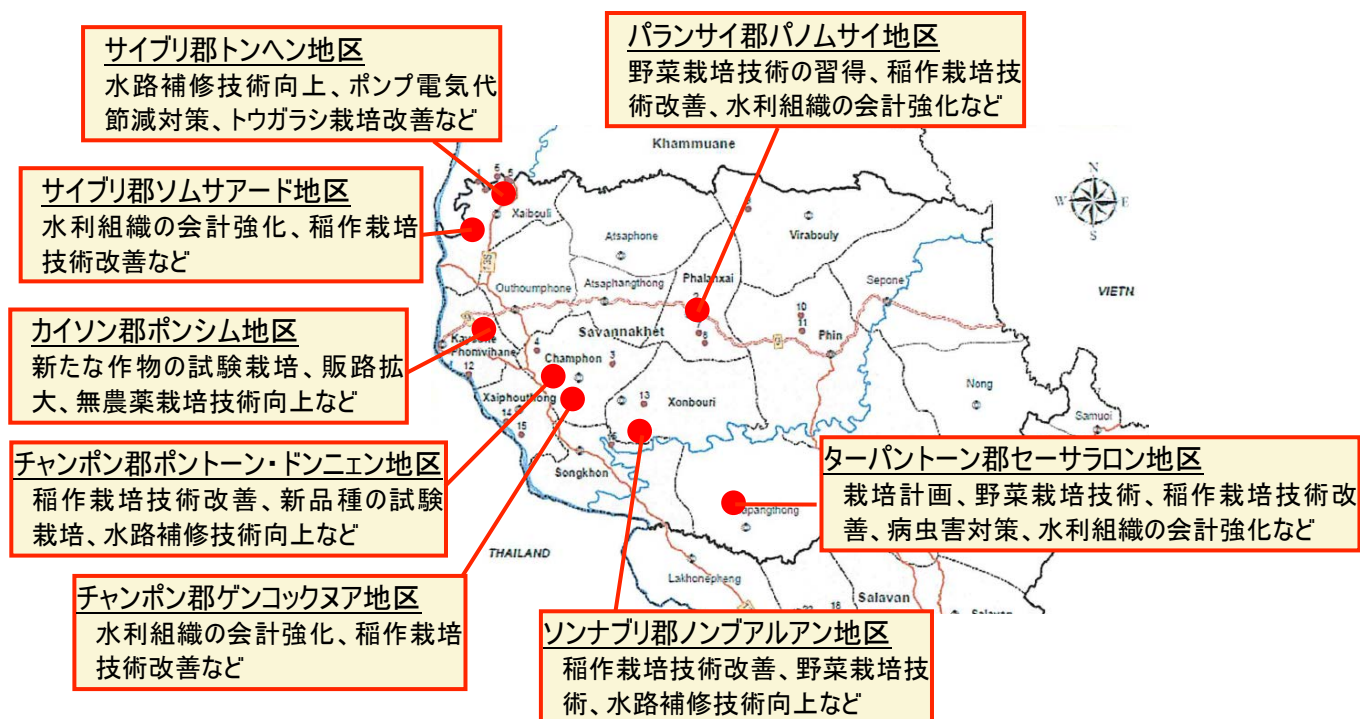 サイブリ郡トンヘン地区
水路補修技術向上、ポンプ電気代
節減対策、トウガラシ栽培改善など
パランサイ郡パノムサイ地区
野菜栽培技術の習得、稲作栽培技
術改善、水利組織の会計強化など
サイブリ郡ソムサアード地区
水利組織の会計強化、稲作栽培
技術改善など
カイソン郡ポンシム地区
新たな作物の試験栽培、販路拡
大、無農薬栽培技術向上など
チャンポン郡ポントーン・ドンニェン地区
稲作栽培技術改善、新品種の試験
栽培、水路補修技術向上など
チャンポン郡ゲンコックヌア地区
水利組織の会計強化、稲作栽培
技術改善など
ソンナブリ郡ノンブアルアン地区
稲作栽培技術改善、野菜栽培技
術、水路補修技術向上など
ターパントーン郡セーサラロン地区
栽培計画、野菜栽培技術、稲作栽培技術改
善、病虫害対策、水利組織の会計強化など
Khammuane
N
W
E
S
Xaibouli
Atsaphone
Virabouly
13S
Phalanxai
Sepone
Outhoumphone
Atsaphangthong
VIETN
Savannakhet
10
11
Phin
9
Phomvihane
4
Champhon
3
12
Nong
Xaiphouthong
13
Xonbouri
14
15
Samuoi
Songkhon
apangthong
THAILAND
Lakhonepheng
Salavan
18